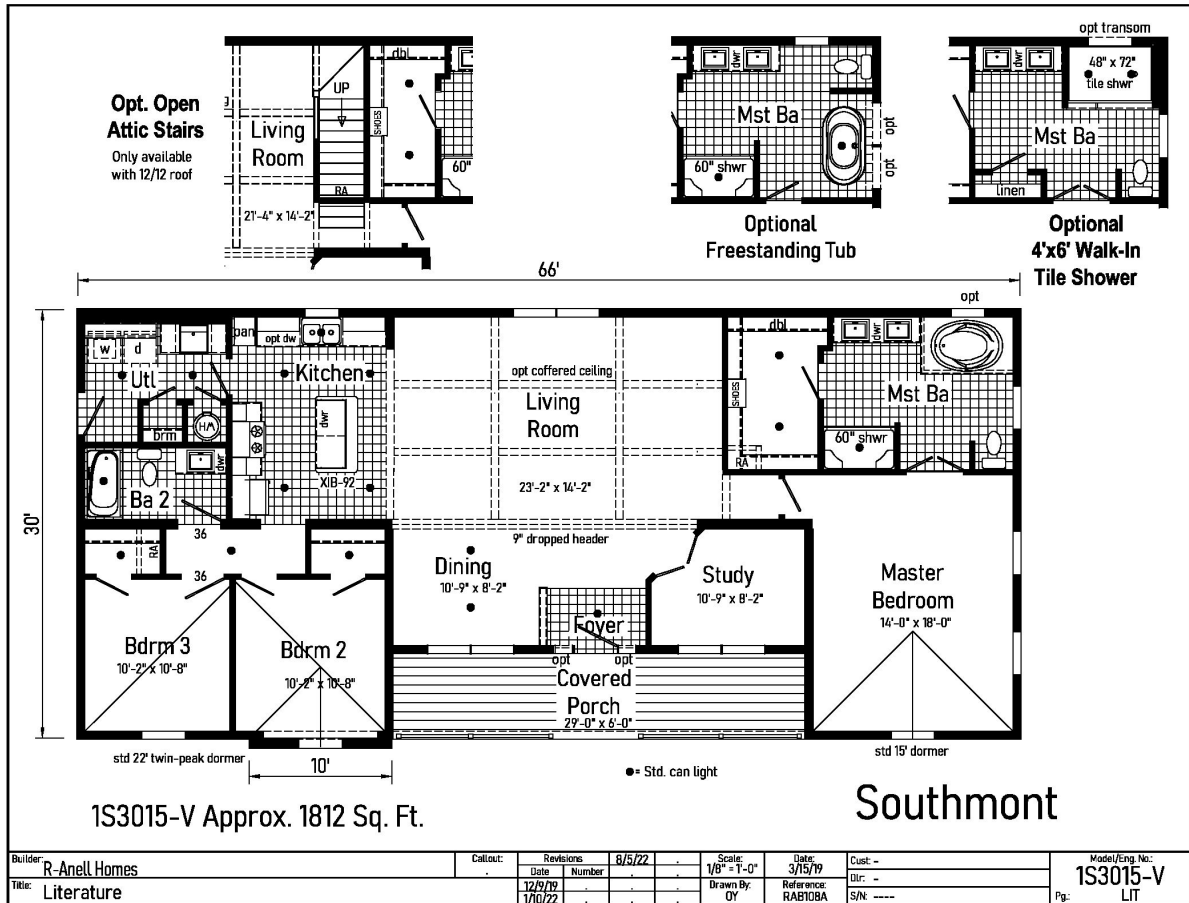 Opt. Open
Attic Stairs
Only available
with 12/12 roof
UP
Living
Room
RA
21'-4" x 14'-2"
dbl
SHOES
60"
dwr
Mst Ba
60" shwr
opt
opt
Optional
Freestanding Tub
opt transom
dwr
48" x 72"
tile shwr
Mst Ba
linen
Optional
4'x6' Walk-In
Tile Shower
66'
opt
30'
w
d
Utl
brm
HW
pan
opt dw
Kitchen
dwr
XIB-92
opt coffered ceiling
Living
Room
23'-2" x 14'-2"
dbl
SHOES
RA
dwr
Mst Ba
60" shwr
Ba 2
dwr
36
RA
36
9" dropped header
Dining
10'-9" x 8'-2"
Study
10'-9" x 8'-2"
Foyer
opt
opt
Master
Bedroom
14'-0" x 18'-0"
Bdrm 3
10'-2" x 10'-8"
Bdrm 2
10'-2" x 10'-8"
Covered
Porch
29'-0" x 6'-0"
std 22' twin-peak dormer
10'
std 15' dormer
●= Std. can light
1S3015-V Approx. 1812 Sq. Ft.
Southmont
Builder: R-Anell Homes
Title: Literature
Callout:
Revisions 8/5/22
Date Number
12/9/19
1/10/22
Scale: 1/8" = 1'-0"
Date: 3/15/19
Drawn By: OY
Reference: RAB108A
Cust: -
Dlr: -
S/N: ----
Model/Eng. No.:
1S3015-V
Pg.: LIT